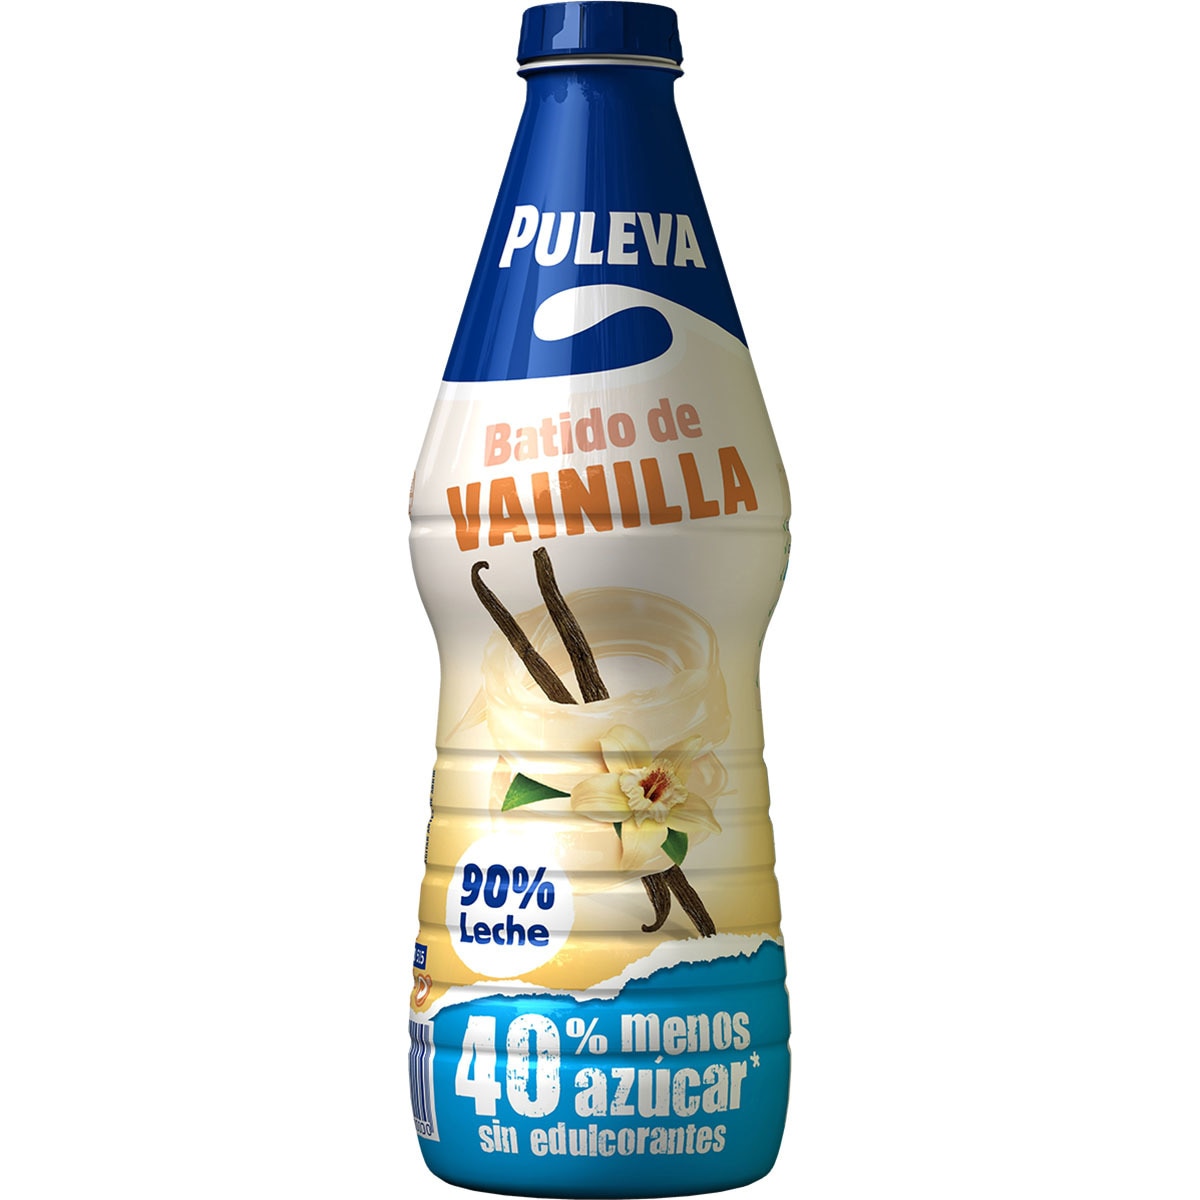 PULEVA
Batido de
VAINILLA
90%
Leche
40% menos
azúcar*
sin edulcorantes